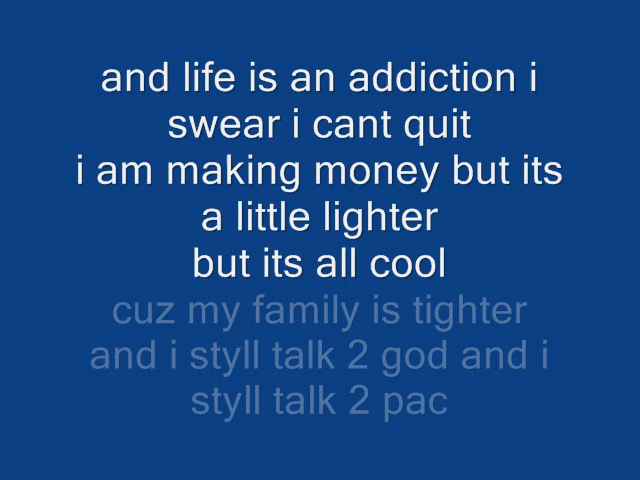 and life is an addiction i
swear i cant quit
i am making money but its
a little lighter
but its all cool
cuz my family is tighter
and i styll talk 2 god and i
styll talk 2 pac